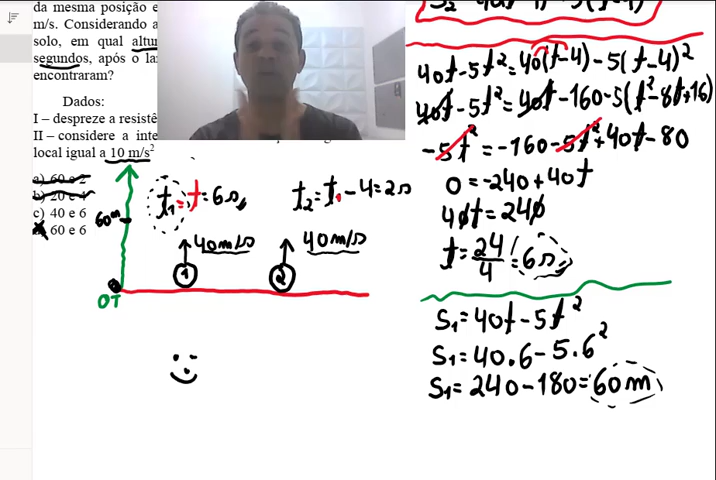 da mesma posição e
m/s. Considerando a
solo, em qual altu
segundos, após o la
encontraram?
Dados:
I – despreze a resistê
II – considere a inte
local igual a 10 m/s²
a) 60 e 2
b) 20 e 4
c) 40 e 6
60 e 6
60m
t₁ = t = 6s
t₂ = t₁ - 4 = 2s
40m/s
40m/s
1
2
OT
40t - 5t² = 40(t - 4) - 5(t - 4)²
40t - 5t² = 40t - 160 - 5(t² - 8t + 16)
-5t² = -160 - 5t² + 40t - 80
0 = -240 + 40t
40t = 240
t = 24/4 = 6s
S₁ = 40t - 5t²
S₁ = 40.6 - 5.6²
S₁ = 240 - 180 = 60m